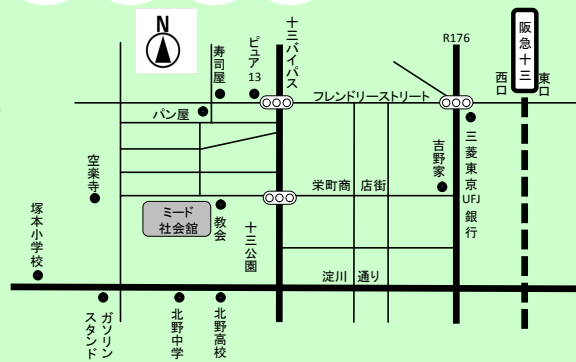 N
寿司屋
ピュア13
十三バイパス
R176
阪急十三
西口
東口
フレンドリーストリート
パン屋
三菱東京UFJ銀行
吉野家
空楽寺
栄町商店街
ミード
社会館
教会
十三公園
塚本小学校
淀川通り
ガソリン
スタンド
北野中学
北野高校